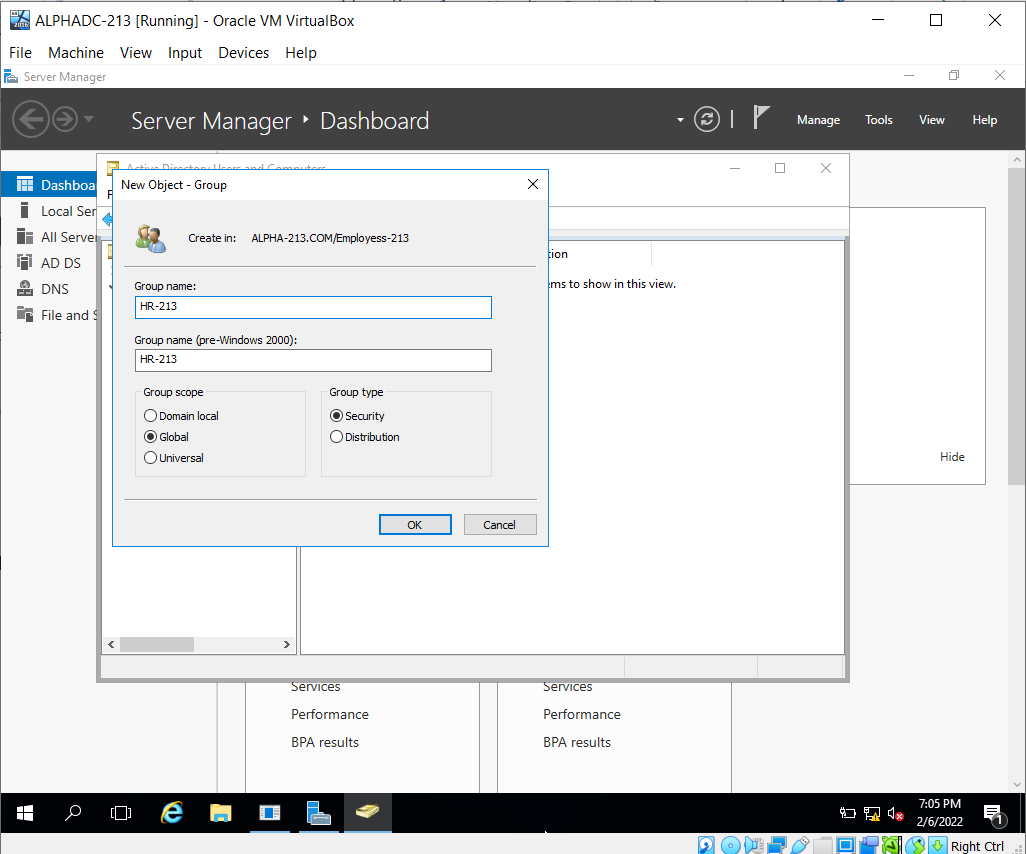 ALPHADC-213 [Running] - Oracle VM VirtualBox
File Machine View Input Devices Help
Server Manager
Server Manager ‣ Dashboard
Manage Tools View Help
Active Directory Users and Computers
New Object - Group
Dashboa
Local Ser
All Server
AD DS
DNS
File and S
Create in: ALPHA-213.COM/Employess-213
Group name:
HR-213
Group name (pre-Windows 2000):
HR-213
Group scope
Domain local
Global
Universal
Group type
Security
Distribution
OK Cancel
tion
ems to show in this view.
Hide
Services
Performance
BPA results
Services
Performance
BPA results
7:05 PM
2/6/2022
1
Right Ctrl